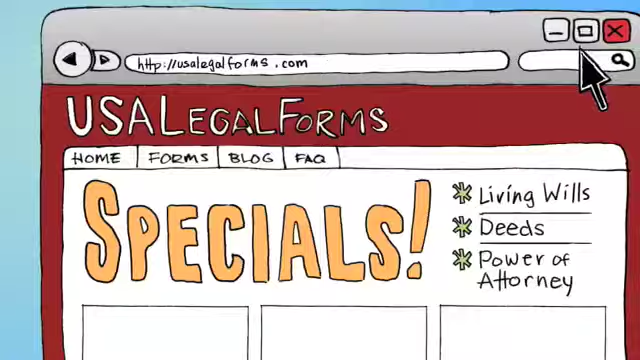 http://usalegalforms.com
USALEGALFORMS
HOME FORMS BLOG FAQ
SPECIALS!
Living Wills
Deeds
Power of
Attorney